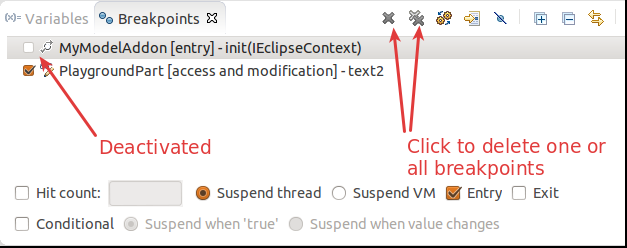 (x)= Variables Breakpoints
MyModelAddon [entry] - init(IEclipseContext)
PlaygroundPart [access and modification] - text2
Deactivated
Click to delete one or
all breakpoints
Hit count: Suspend thread Suspend VM Entry Exit
Conditional Suspend when 'true' Suspend when value changes